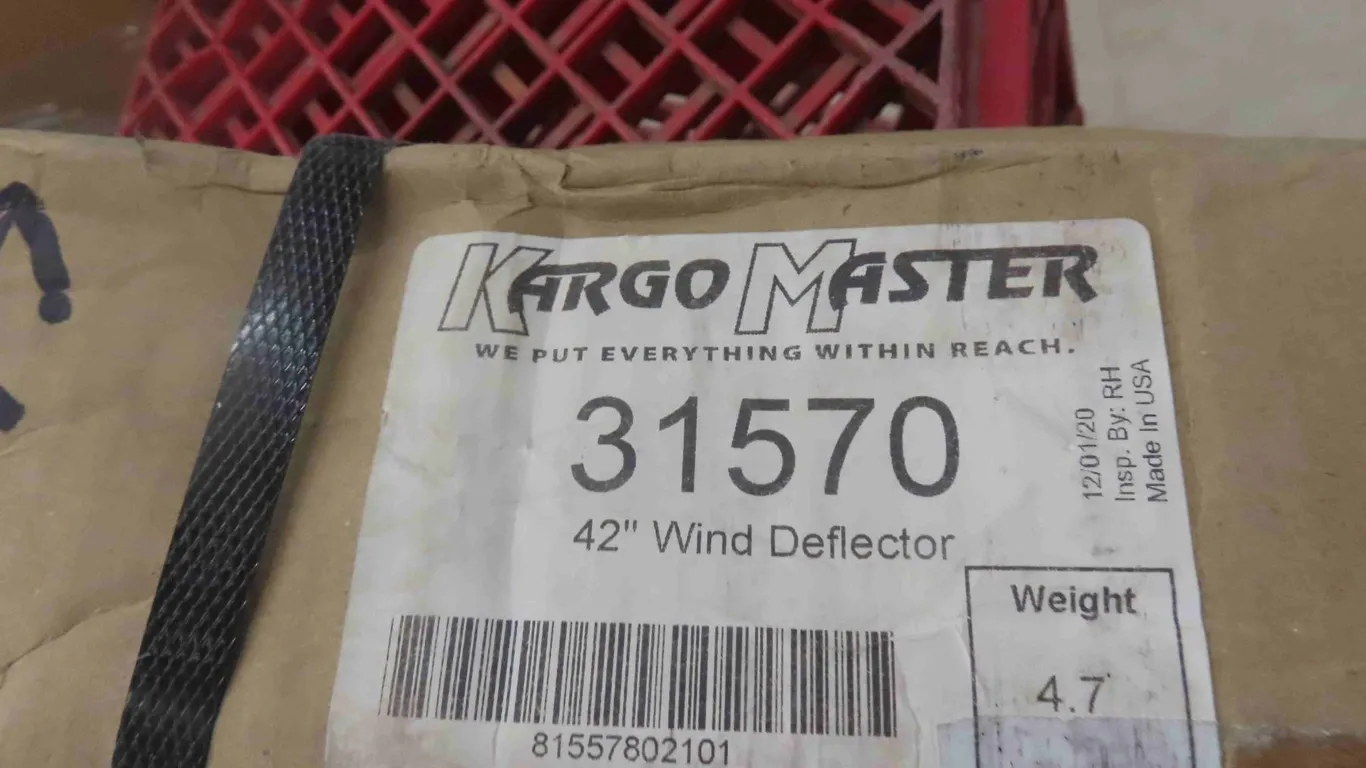 KARGO MASTER
WE PUT EVERYTHING WITHIN REACH.
31570
42" Wind Deflector
12/01/20
Insp. By: RH
Made In USA
Weight
4.7
81557802101